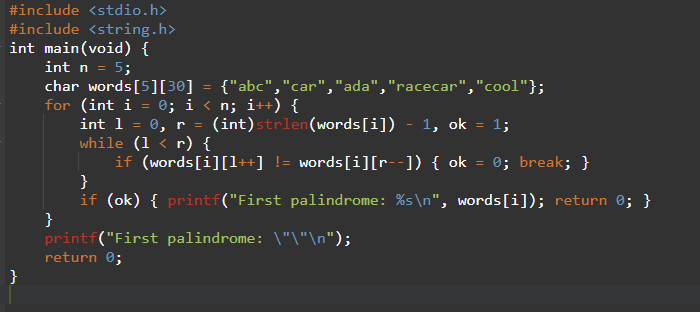 #include <stdio.h>
#include <string.h>
int main(void) {
    int n = 5;
    char words[5][30] = {"abc","car","ada","racecar","cool"};
    for (int i = 0; i < n; i++) {
        int l = 0, r = (int)strlen(words[i]) - 1, ok = 1;
        while (l < r) {
            if (words[i][l++] != words[i][r--]) { ok = 0; break; }
        }
        if (ok) { printf("First palindrome: %s\n", words[i]); return 0; }
    }
    printf("First palindrome: \"\"\n");
    return 0;
}